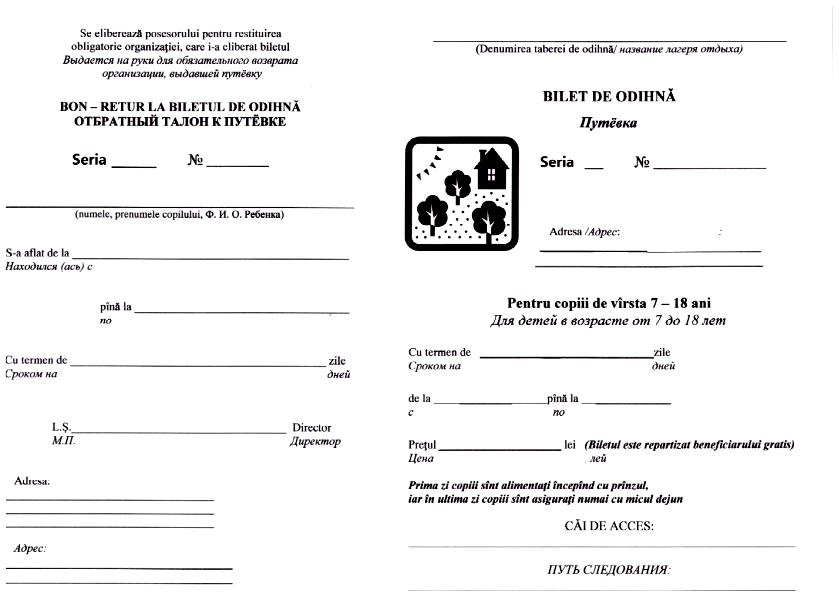 Se eliberează posesorului pentru restituirea
obligatorie organizației, care i-a eliberat biletul
Выдается на руки для обязательного возврата
организации, выдавшей путёвку
BON – RETUR LA BILETUL DE ODIHNĂ
ОТБРАТНЫЙ ТАЛОН К ПУТЁВКЕ
Seria ______ № ________
(numele, prenumele copilului, Ф. И. О. Ребенка)
S-a aflat de la
Находился (ась) с
pînă la
по
Cu termen de zile
Сроком на дней
L.Ș. Director
М.П. Директор
Adresa:
Адрес:
(Denumirea taberei de odihnă/ название лагеря отдыха)
BILET DE ODIHNĂ
Путёвка
Seria __ № ________
Adresa /Адрес: :
Pentru copiii de vîrsta 7 – 18 ani
Для детей в возрасте от 7 до 18 лет
Cu termen de zile
Сроком на дней
de la pînă la
с по
Prețul lei (Biletul este repartizat beneficiarului gratis)
Цена лей
Prima zi copiii sînt alimentați începînd cu prînzul,
iar în ultima zi copiii sînt asigurați numai cu micul dejun
CĂI DE ACCES:
ПУТЬ СЛЕДОВАНИЯ: